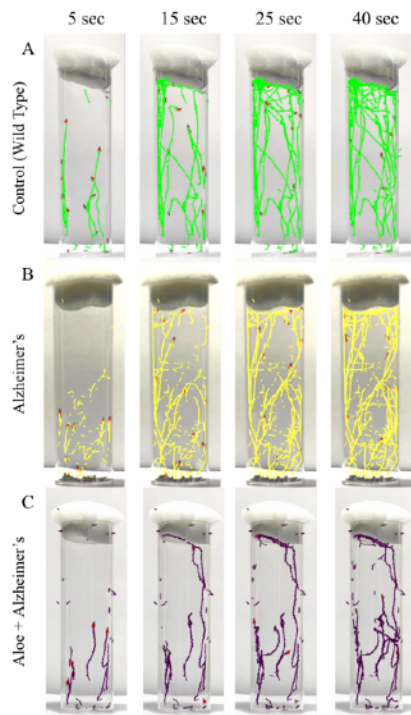 5 sec 15 sec 25 sec 40 sec
A
Control (Wild Type)
B
Alzheimer's
C
Aloe + Alzheimer's